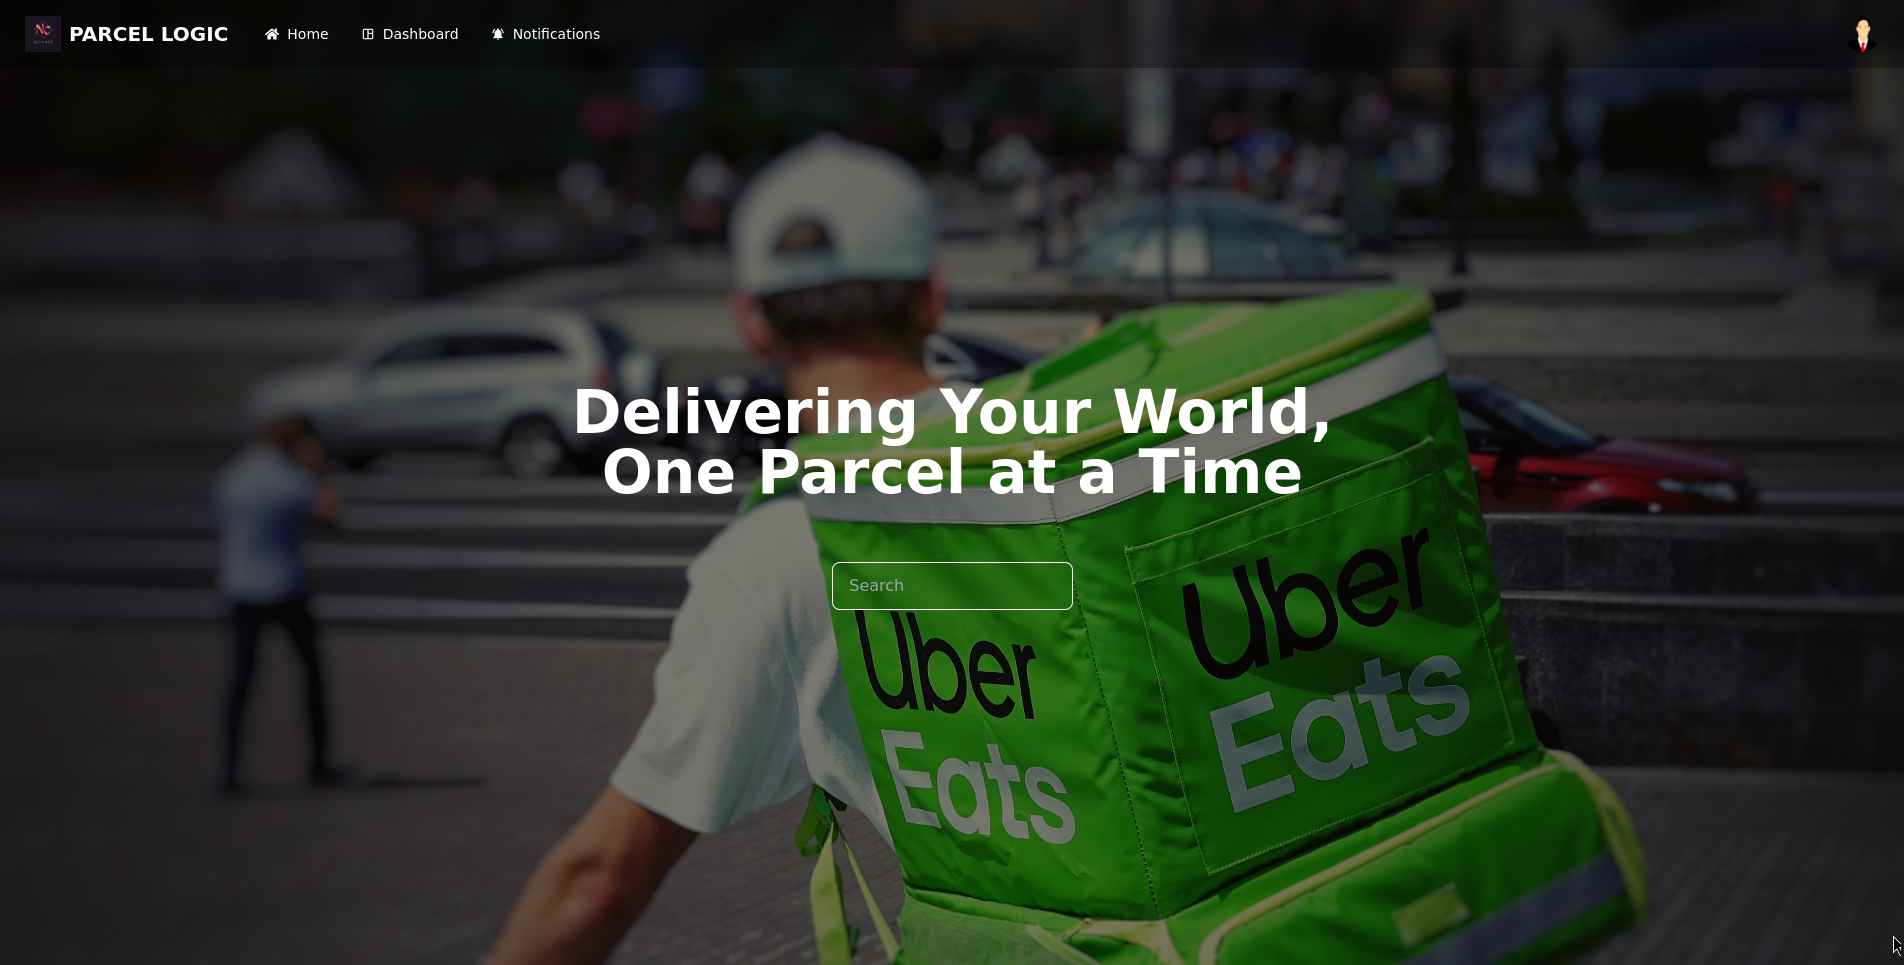 PARCEL LOGIC
Home
Dashboard
Notifications
Delivering Your World,
One Parcel at a Time
Search
Uber
Eats
Uber
Eats